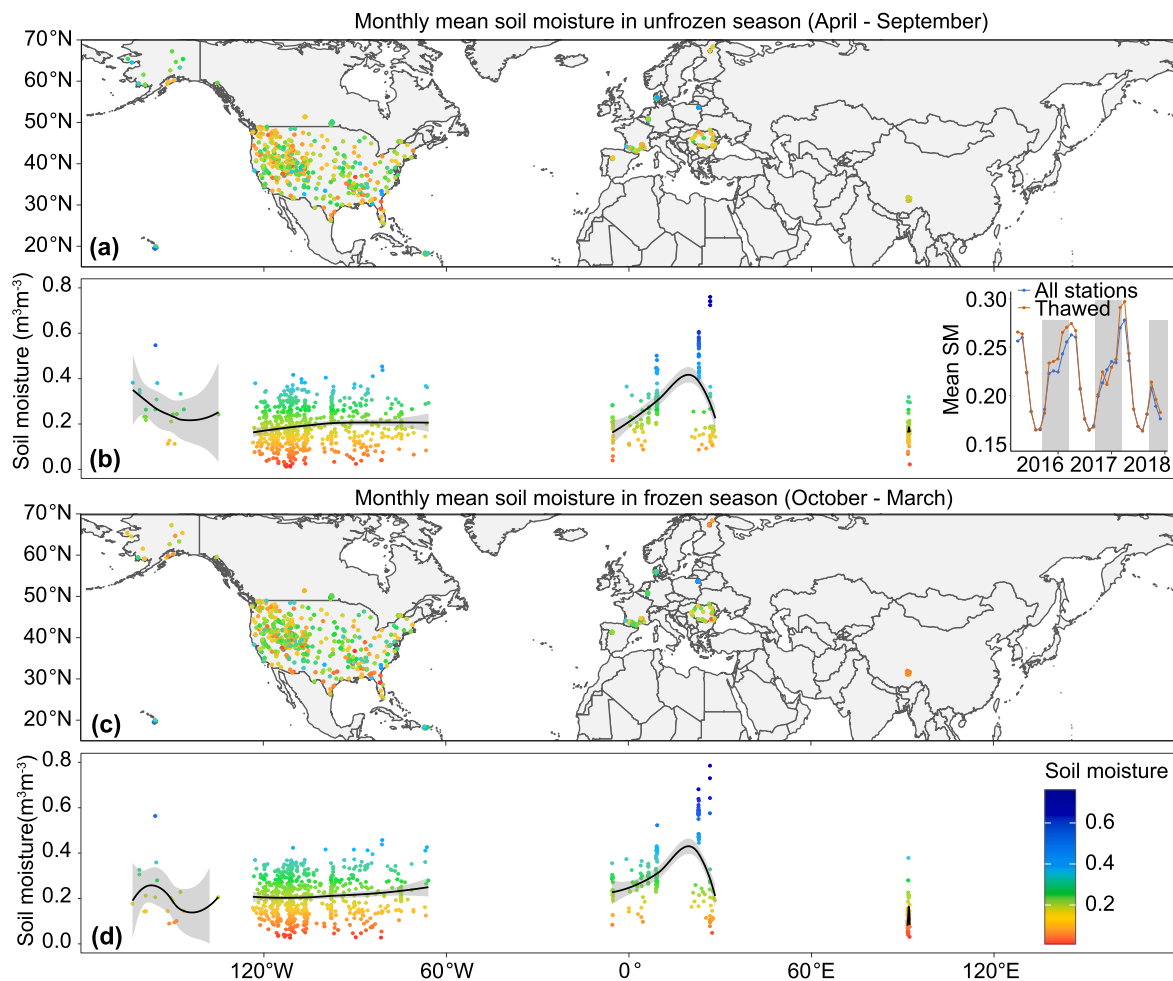 Monthly mean soil moisture in unfrozen season (April - September)
70°N
60°N
50°N
40°N
30°N
20°N
(a)
Soil moisture (m³m⁻³)
0.8
0.6
0.4
0.2
0.0
(b)
All stations
Thawed
Mean SM
0.30
0.25
0.20
0.15
2016 2017 2018
Monthly mean soil moisture in frozen season (October - March)
70°N
60°N
50°N
40°N
30°N
20°N
(c)
Soil moisture(m³m⁻³)
0.8
0.6
0.4
0.2
0.0
(d)
Soil moisture
0.6
0.4
0.2
120°W 60°W 0° 60°E 120°E